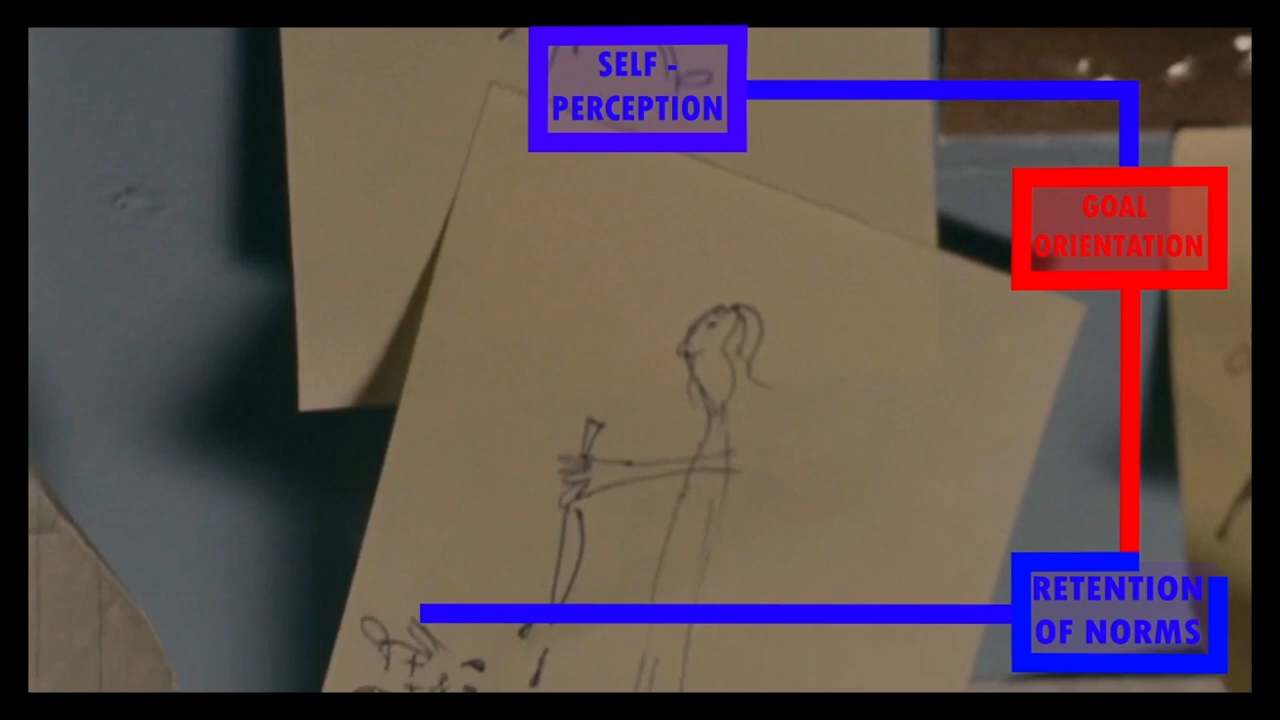 SELF -
PERCEPTION
GOAL
ORIENTATION
RETENTION
OF NORMS